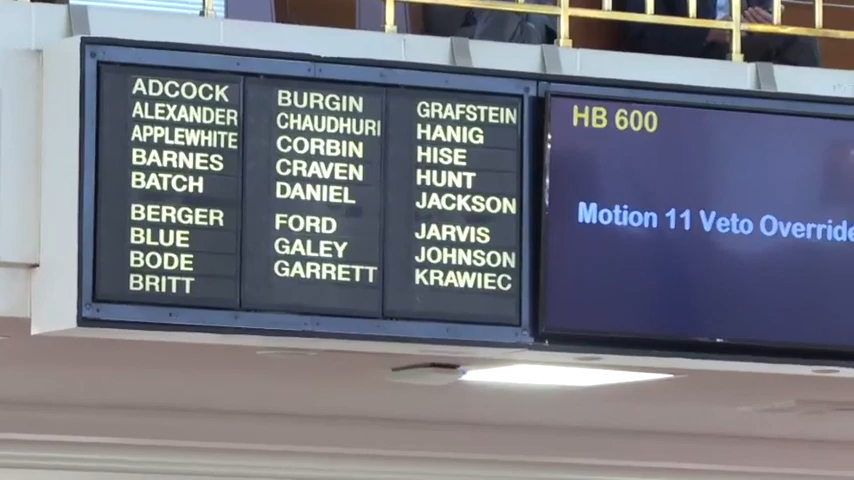 ADCOCK
ALEXANDER
APPLEWHITE
BARNES
BATCH
BERGER
BLUE
BODE
BRITT
BURGIN
CHAUDHURI
CORBIN
CRAVEN
DANIEL
FORD
GALEY
GARRETT
GRAFSTEIN
HANIG
HISE
HUNT
JACKSON
JARVIS
JOHNSON
KRAWIEC
HB 600
Motion 11 Veto Override